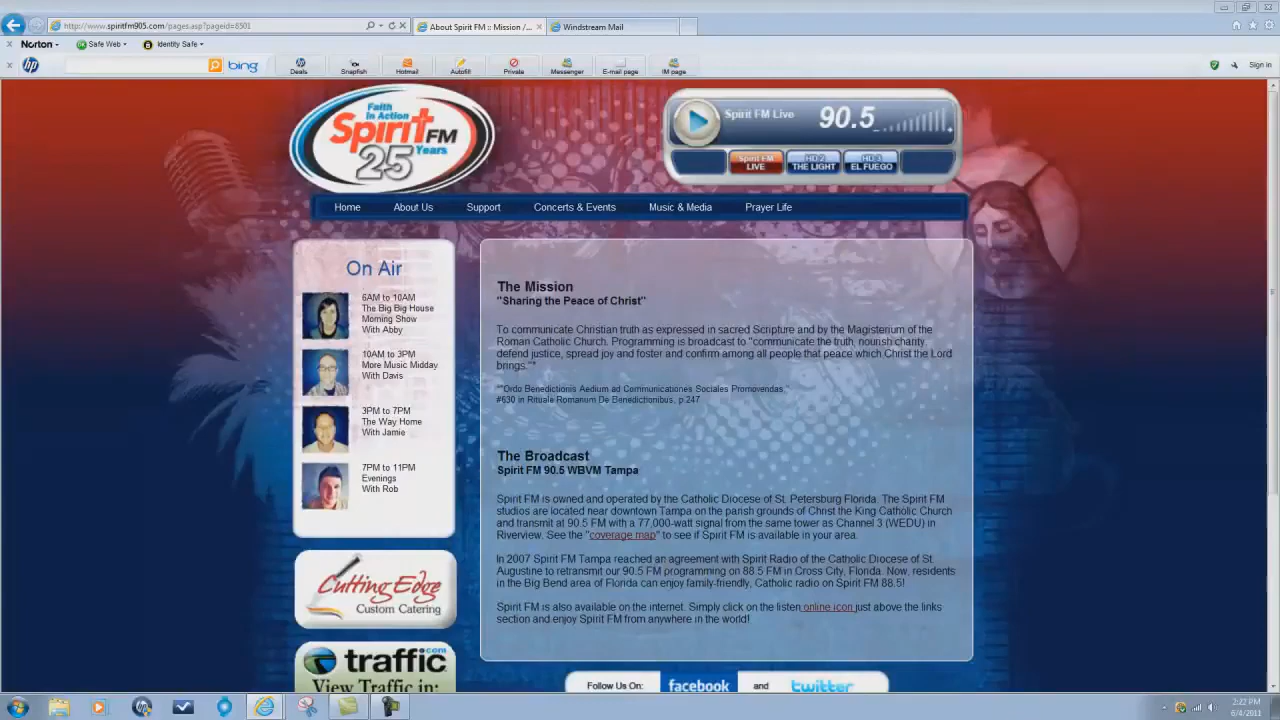 http://www.spiritfm905.com/pages.asp?pageid=8501
About Spirit FM :: Mission /...
Windstream Mail
Norton
Safe Web
Identity Safe
bing
Deals
Snapfish
Hotmail
Autofill
Private
Messenger
E-mail page
IM page
Sign in
Faith
in Action
Spirit FM
25 Years
Spirit FM Live
90.5
Spirit FM
LIVE
HD 2
THE LIGHT
HD 3
EL FUEGO
Home
About Us
Support
Concerts & Events
Music & Media
Prayer Life
On Air
6AM to 10AM
The Big Big House
Morning Show
With Abby
10AM to 3PM
More Music Midday
With Davis
3PM to 7PM
The Way Home
With Jamie
7PM to 11PM
Evenings
With Rob
Cutting Edge
Custom Catering
traffic.com
View Traffic in:
The Mission
"Sharing the Peace of Christ"
To communicate Christian truth as expressed in sacred Scripture and by the Magisterium of the
Roman Catholic Church. Programming is broadcast to "communicate the truth, nourish charity,
defend justice, spread joy and foster and confirm among all people that peace which Christ the Lord
brings."*
*"Ordo Benedictionis Aedium ad Communicationes Sociales Promovendas,"
#630 in Rituale Romanum De Benedictionibus, p.247
The Broadcast
Spirit FM 90.5 WBVM Tampa
Spirit FM is owned and operated by the Catholic Diocese of St. Petersburg Florida. The Spirit FM
studios are located near downtown Tampa on the parish grounds of Christ the King Catholic Church
and transmit at 90.5 FM with a 77,000-watt signal from the same tower as Channel 3 (WEDU) in
Riverview. See the "coverage map" to see if Spirit FM is available in your area.
In 2007 Spirit FM Tampa reached an agreement with Spirit Radio of the Catholic Diocese of St.
Augustine to retransmit our 90.5 FM programming on 88.5 FM in Cross City, Florida. Now, residents
in the Big Bend area of Florida can enjoy family-friendly, Catholic radio on Spirit FM 88.5!
Spirit FM is also available on the internet. Simply click on the listen online icon just above the links
section and enjoy Spirit FM from anywhere in the world!
Follow Us On:
facebook
and
twitter
2:22 PM
6/4/2011